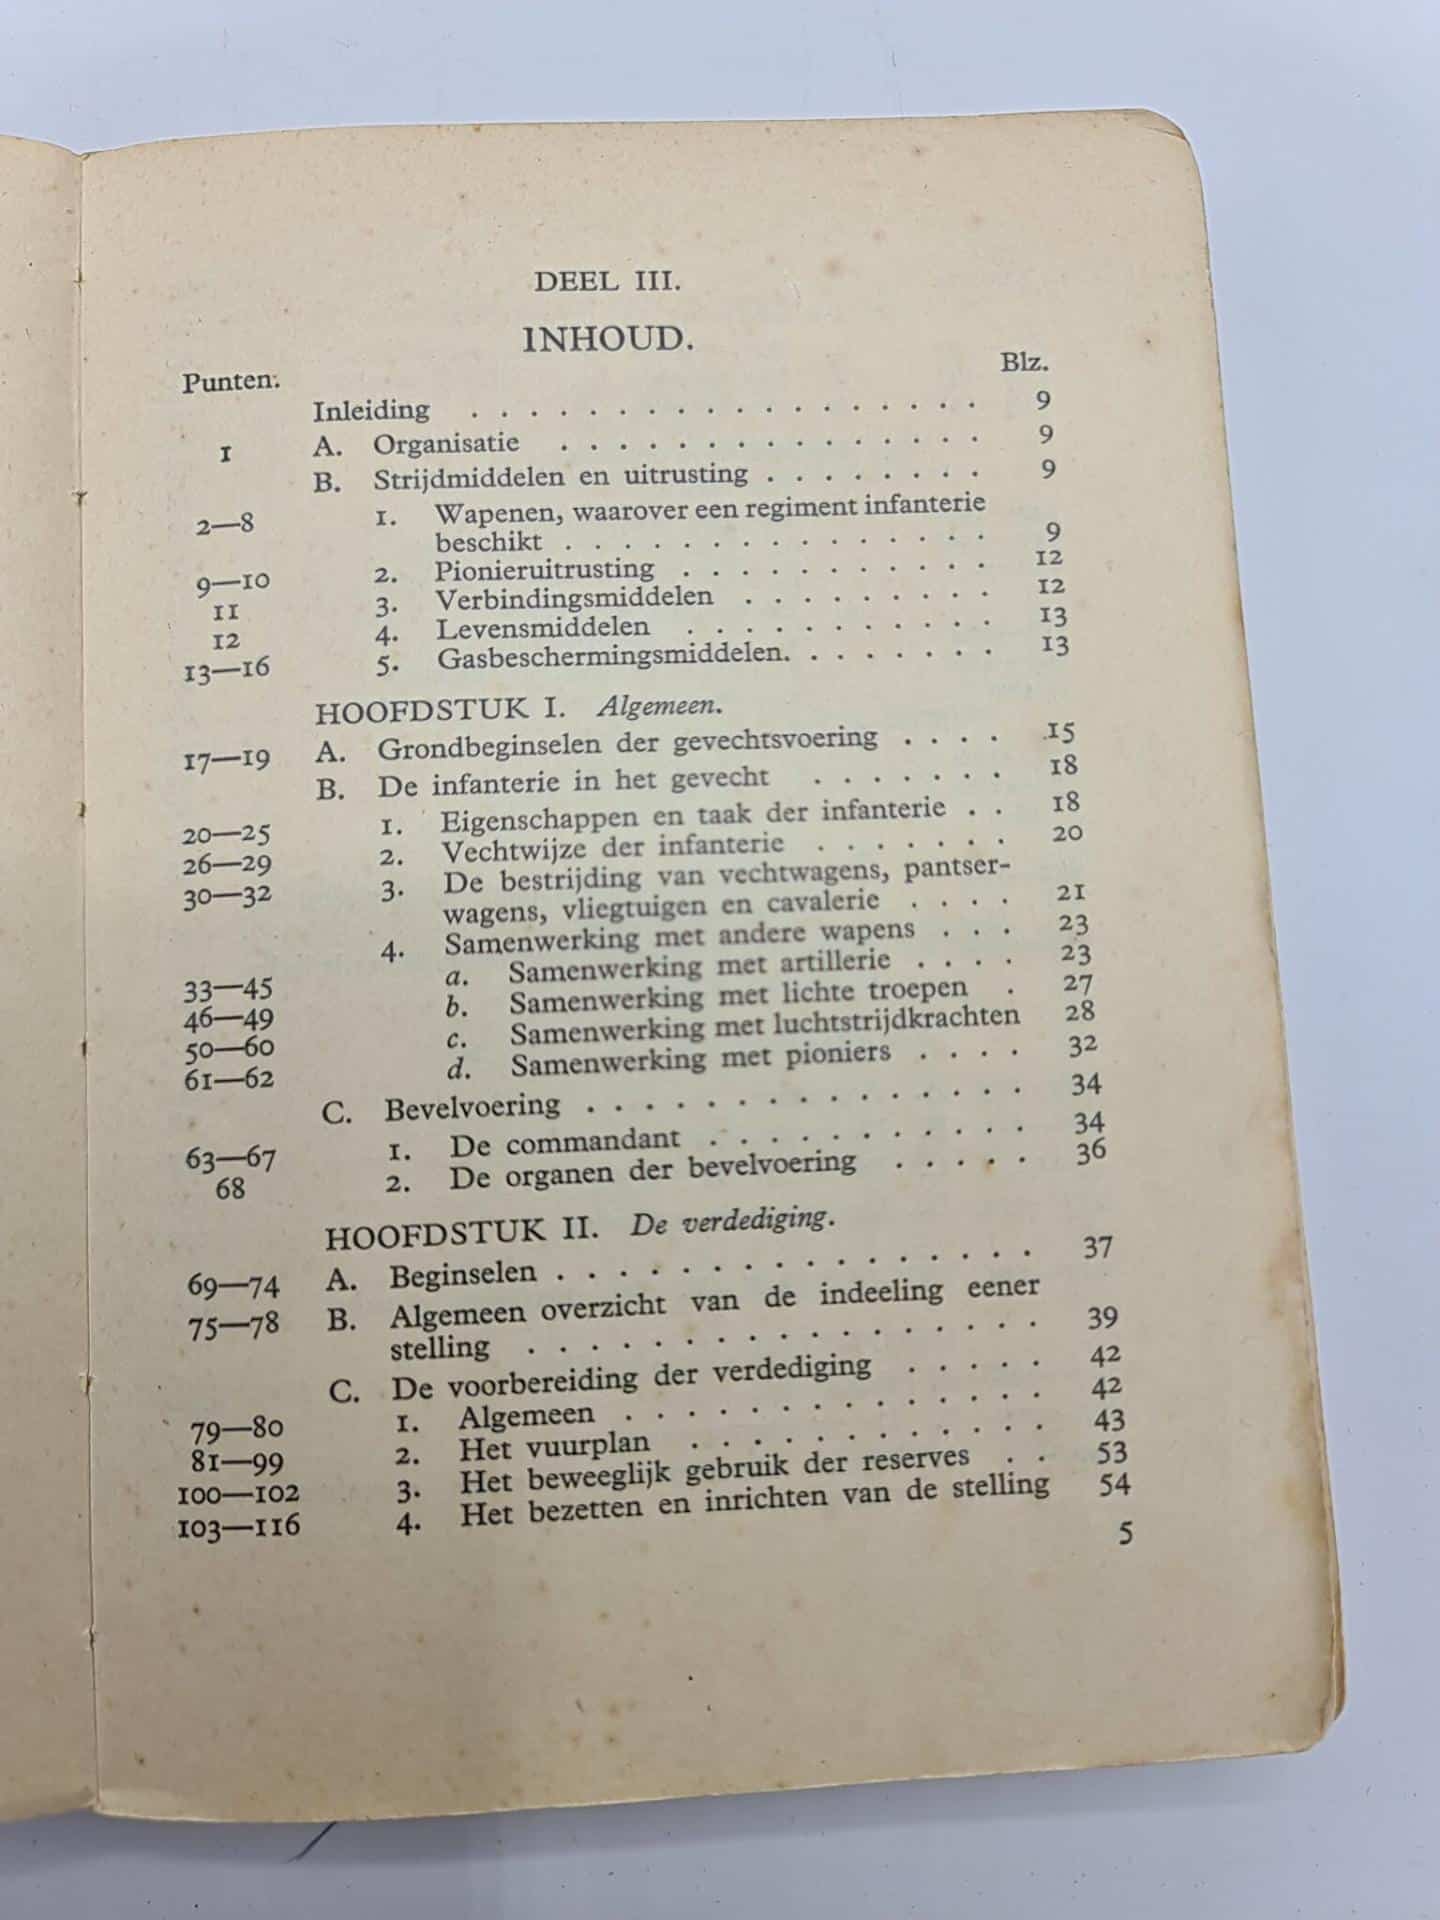 DEEL III.
INHOUD.
Punten. Blz.
Inleiding . . . . . . . . . . . . . . . . . 9
1 A. Organisatie . . . . . . . . . . . . . . 9
B. Strijdmiddelen en uitrusting . . . . . . . . 9
2—8 1. Wapenen, waarover een regiment infanterie
beschikt . . . . . . . . . . . . . . . 9
9—10 2. Pionieruitrusting . . . . . . . . . . . 12
11 3. Verbindingsmiddelen . . . . . . . . . 12
12 4. Levensmiddelen . . . . . . . . . . . 13
13—16 5. Gasbeschermingsmiddelen. . . . . . . . 13
HOOFDSTUK I. Algemeen.
17—19 A. Grondbeginselen der gevechtsvoering . . . . 15
B. De infanterie in het gevecht . . . . . . . 18
20—25 1. Eigenschappen en taak der infanterie . . 18
26—29 2. Vechtwijze der infanterie . . . . . . . 20
30—32 3. De bestrijding van vechtwagens, pantser-
wagens, vliegtuigen en cavalerie . . . . 21
4. Samenwerking met andere wapens . . . 23
33—45 a. Samenwerking met artillerie . . . . 23
46—49 b. Samenwerking met lichte troepen . 27
50—60 c. Samenwerking met luchtstrijdkrachten 28
61—62 d. Samenwerking met pioniers . . . . 32
C. Bevelvoering . . . . . . . . . . . . . . . 34
63—67 1. De commandant . . . . . . . . . . . 34
68 2. De organen der bevelvoering . . . . . 36
HOOFDSTUK II. De verdediging.
69—74 A. Beginselen . . . . . . . . . . . . . . . . 37
75—78 B. Algemeen overzicht van de indeeling eener
stelling . . . . . . . . . . . . . . . . . 39
C. De voorbereiding der verdediging . . . . . 42
79—80 1. Algemeen . . . . . . . . . . . . . . 42
81—99 2. Het vuurplan . . . . . . . . . . . . 43
100—102 3. Het beweeglijk gebruik der reserves . . 53
103—116 4. Het bezetten en inrichten van de stelling 54
5